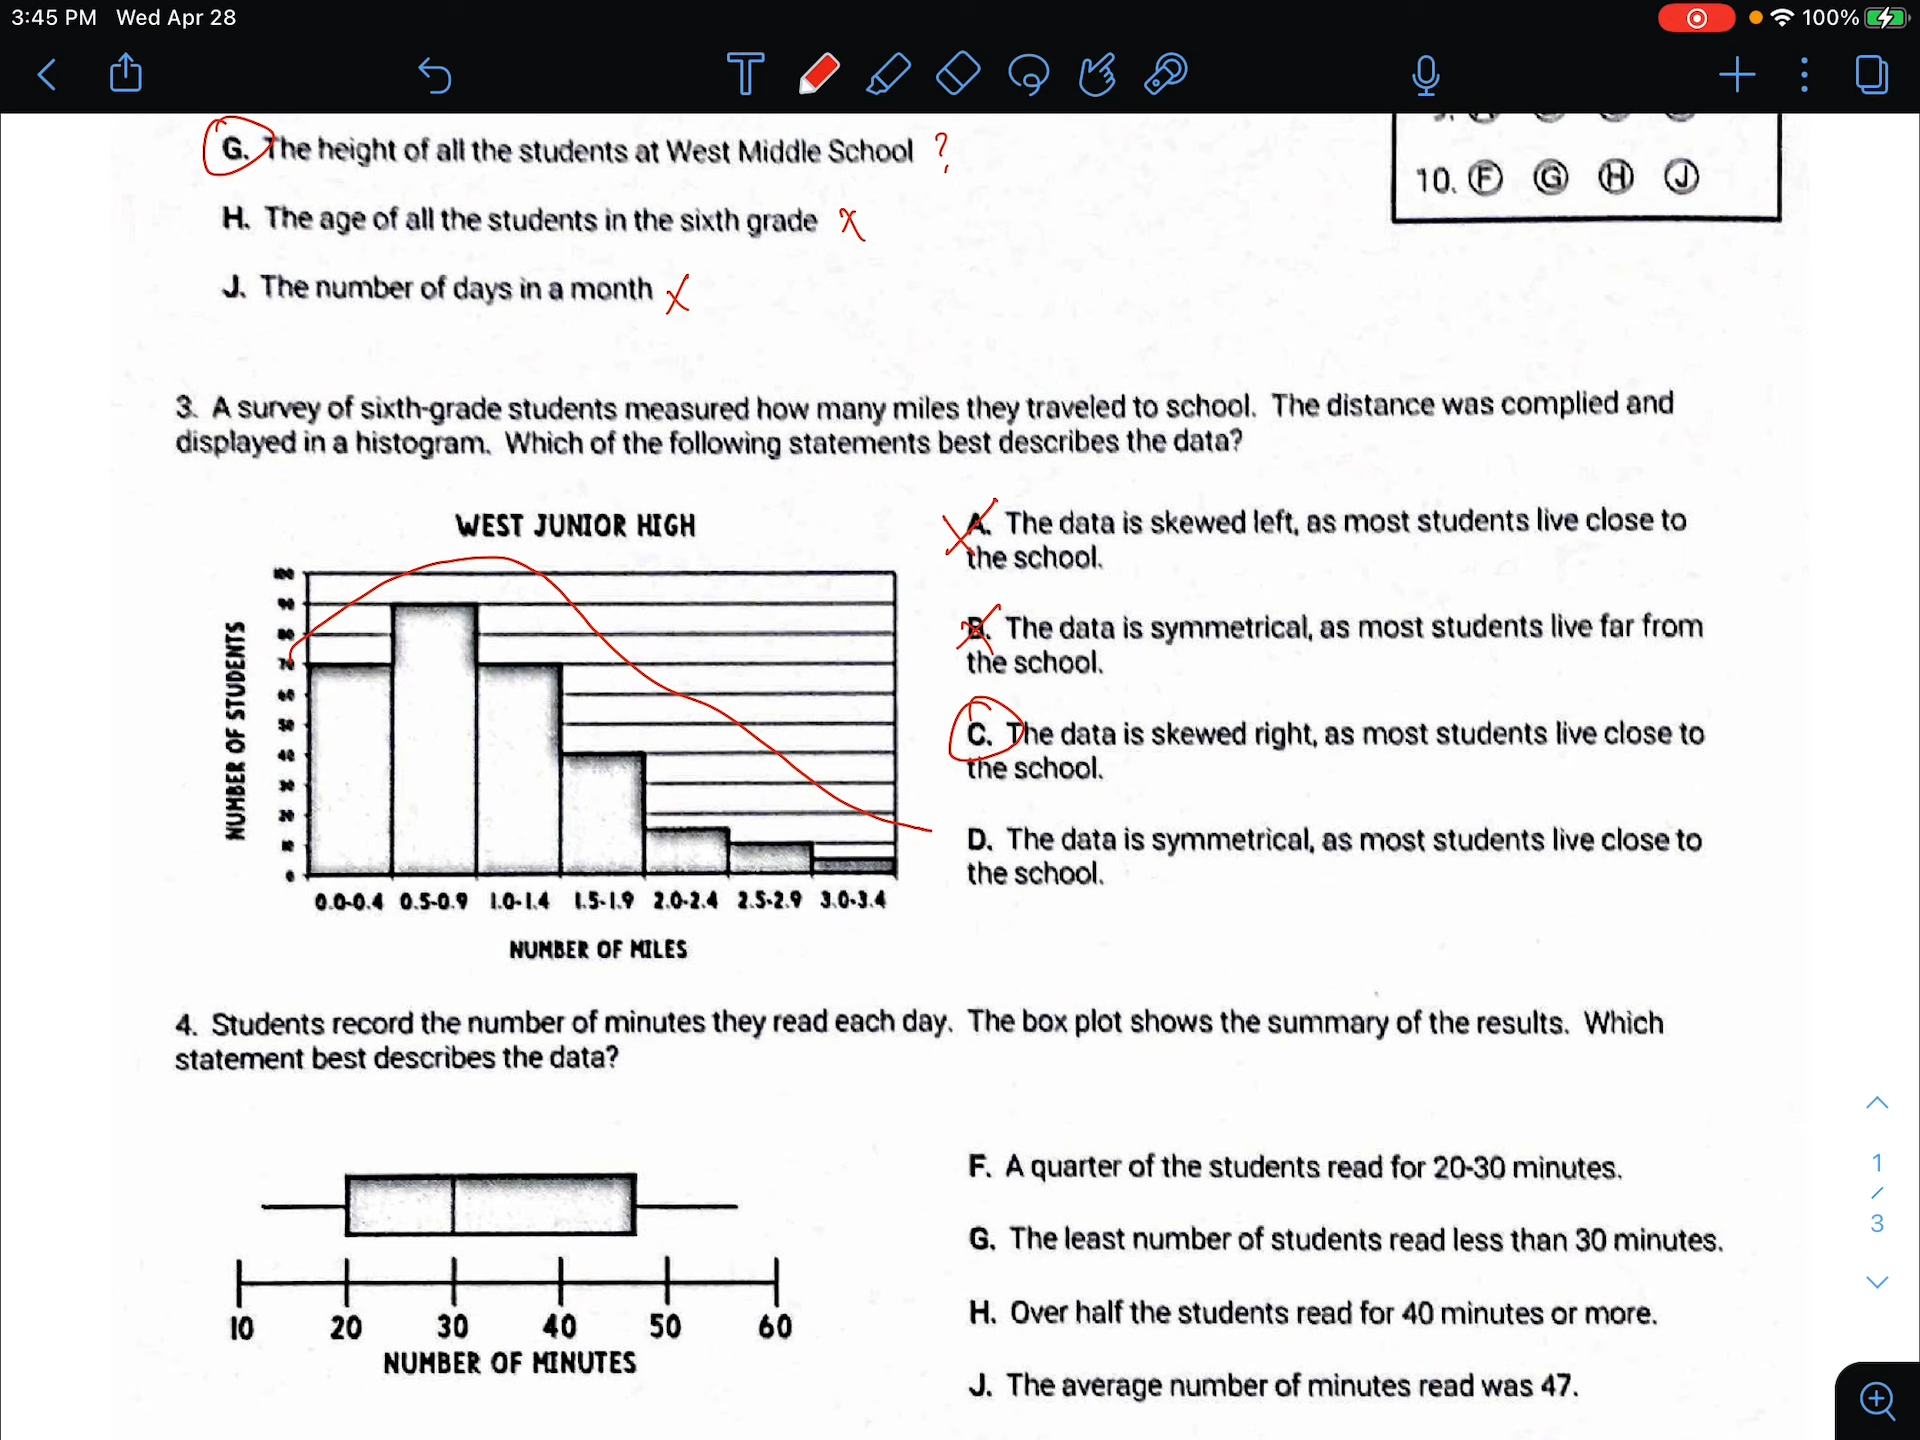 3:45 PM Wed Apr 28
100%
T
G. The height of all the students at West Middle School ?
10. F G H J
H. The age of all the students in the sixth grade x
J. The number of days in a month x
3. A survey of sixth-grade students measured how many miles they traveled to school. The distance was complied and
displayed in a histogram. Which of the following statements best describes the data?
WEST JUNIOR HIGH
100
90
80
70
60
50
40
30
20
10
0
NUMBER OF STUDENTS
0.0-0.4 0.5-0.9 1.0-1.4 1.5-1.9 2.0-2.4 2.5-2.9 3.0-3.4
NUMBER OF MILES
A. The data is skewed left, as most students live close to
the school.
B. The data is symmetrical, as most students live far from
the school.
C. The data is skewed right, as most students live close to
the school.
D. The data is symmetrical, as most students live close to
the school.
4. Students record the number of minutes they read each day. The box plot shows the summary of the results. Which
statement best describes the data?
10 20 30 40 50 60
NUMBER OF MINUTES
F. A quarter of the students read for 20-30 minutes.
G. The least number of students read less than 30 minutes.
H. Over half the students read for 40 minutes or more.
J. The average number of minutes read was 47.
1
/
3